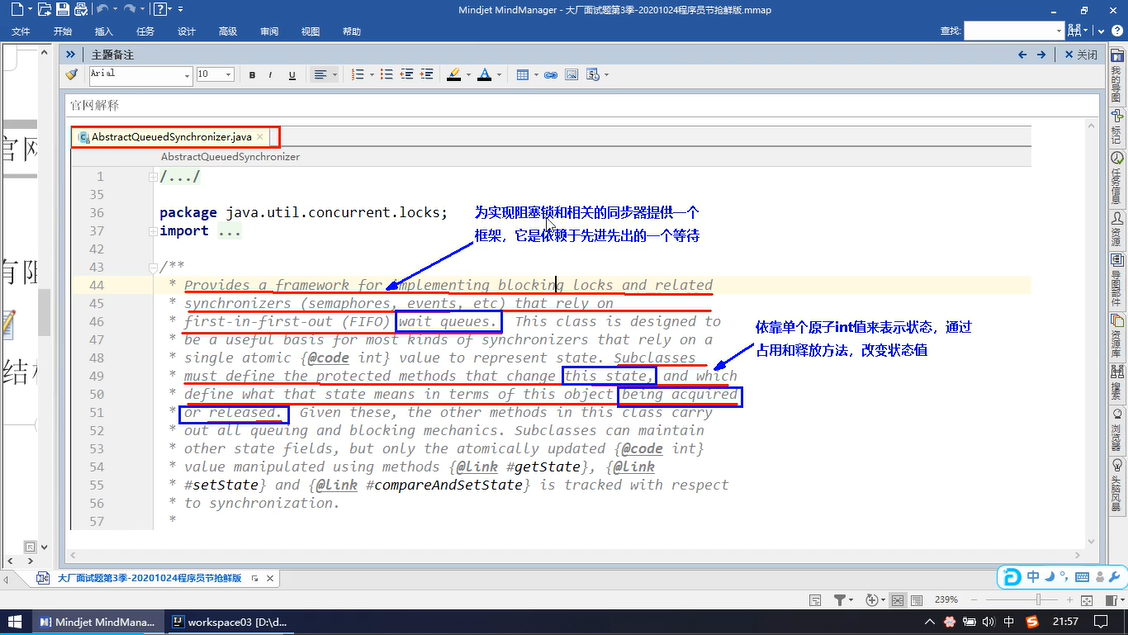 Mindjet MindManager - 大厂面试题第3季-20201024程序员节抢鲜版.mmap
文件 开始 插入 任务 设计 高级 审阅 视图 帮助 查找:
主题备注 关闭
Arial 10 B I U
官网解释
AbstractQueuedSynchronizer.java
AbstractQueuedSynchronizer
1 /.../
35
36 package java.util.concurrent.locks;
37 import ...
42
43 /**
44 * Provides a framework for implementing blocking locks and related
45 * synchronizers (semaphores, events, etc) that rely on
46 * first-in-first-out (FIFO) wait queues. This class is designed to
47 * be a useful basis for most kinds of synchronizers that rely on a
48 * single atomic {@code int} value to represent state. Subclasses
49 * must define the protected methods that change this state, and which
50 * define what that state means in terms of this object being acquired
51 * or released. Given these, the other methods in this class carry
52 * out all queuing and blocking mechanics. Subclasses can maintain
53 * other state fields, but only the atomically updated {@code int}
54 * value manipulated using methods {@link #getState}, {@link
55 * #setState} and {@link #compareAndSetState} is tracked with respect
56 * to synchronization.
57 *
为实现阻塞锁和相关的同步器提供一个
框架，它是依赖于先进先出的一个等待
依靠单个原子int值来表示状态，通过
占用和释放方法，改变状态值
官网
有阻
结构
我的导图
标记
任务信息
资源
导图部件
资源库
搜索
浏览器
头脑风暴
大厂面试题第3季-20201024程序员节抢鲜版
中
239%
Mindjet MindMana...
workspace03 [D:\d...
中
21:57